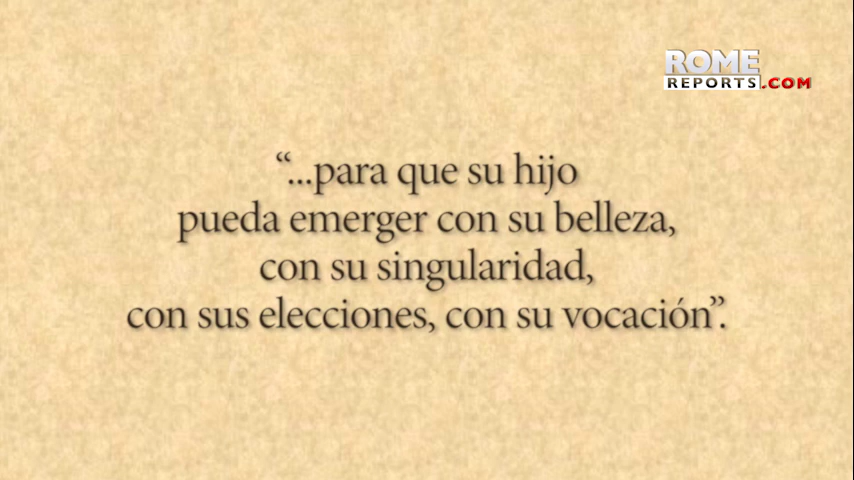 ROME
REPORTS.COM
“...para que su hijo
pueda emerger con su belleza,
con su singularidad,
con sus elecciones, con su vocación”.